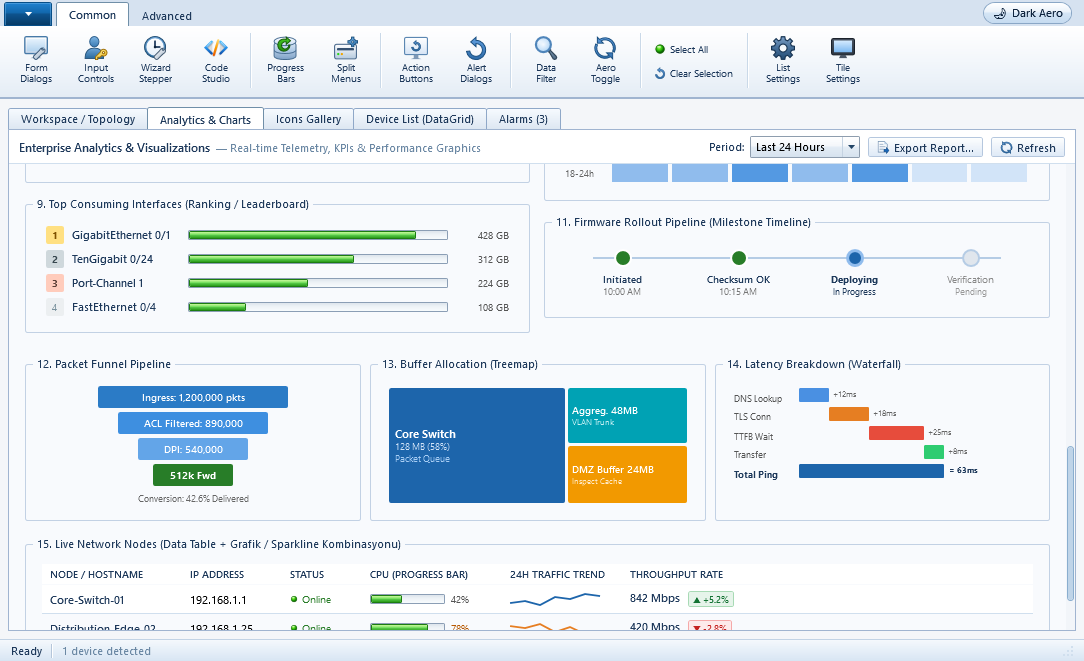 Common
Advanced
Dark Aero
Form Dialogs
Input Controls
Wizard Stepper
Code Studio
Progress Bars
Split Menus
Action Buttons
Alert Dialogs
Data Filter
Aero Toggle
Select All
Clear Selection
List Settings
Tile Settings
Workspace / Topology
Analytics & Charts
Icons Gallery
Device List (DataGrid)
Alarms (3)
Enterprise Analytics & Visualizations — Real-time Telemetry, KPIs & Performance Graphics
Period: Last 24 Hours
Export Report...
Refresh
18-24h
9. Top Consuming Interfaces (Ranking / Leaderboard)
1 GigabitEthernet 0/1 428 GB
2 TenGigabit 0/24 312 GB
3 Port-Channel 1 224 GB
4 FastEthernet 0/4 108 GB
11. Firmware Rollout Pipeline (Milestone Timeline)
Initiated
10:00 AM
Checksum OK
10:15 AM
Deploying
In Progress
Verification
Pending
12. Packet Funnel Pipeline
Ingress: 1,200,000 pkts
ACL Filtered: 890,000
DPI: 540,000
512k Fwd
Conversion: 42.6% Delivered
13. Buffer Allocation (Treemap)
Core Switch
128 MB (58%)
Packet Queue
Aggreg. 48MB
VLAN Trunk
DMZ Buffer 24MB
Inspect Cache
14. Latency Breakdown (Waterfall)
DNS Lookup +12ms
TLS Conn +18ms
TTFB Wait +25ms
Transfer +8ms
Total Ping = 63ms
15. Live Network Nodes (Data Table + Grafik / Sparkline Kombinasyonu)
NODE / HOSTNAME IP ADDRESS STATUS CPU (PROGRESS BAR) 24H TRAFFIC TREND THROUGHPUT RATE
Core-Switch-01 192.168.1.1 Online 42% 842 Mbps ▲ +5.2%
Distribution-Edge-02 192.168.1.25 Online 78% 420 Mbps ▼ -2.8%
Ready
1 device detected